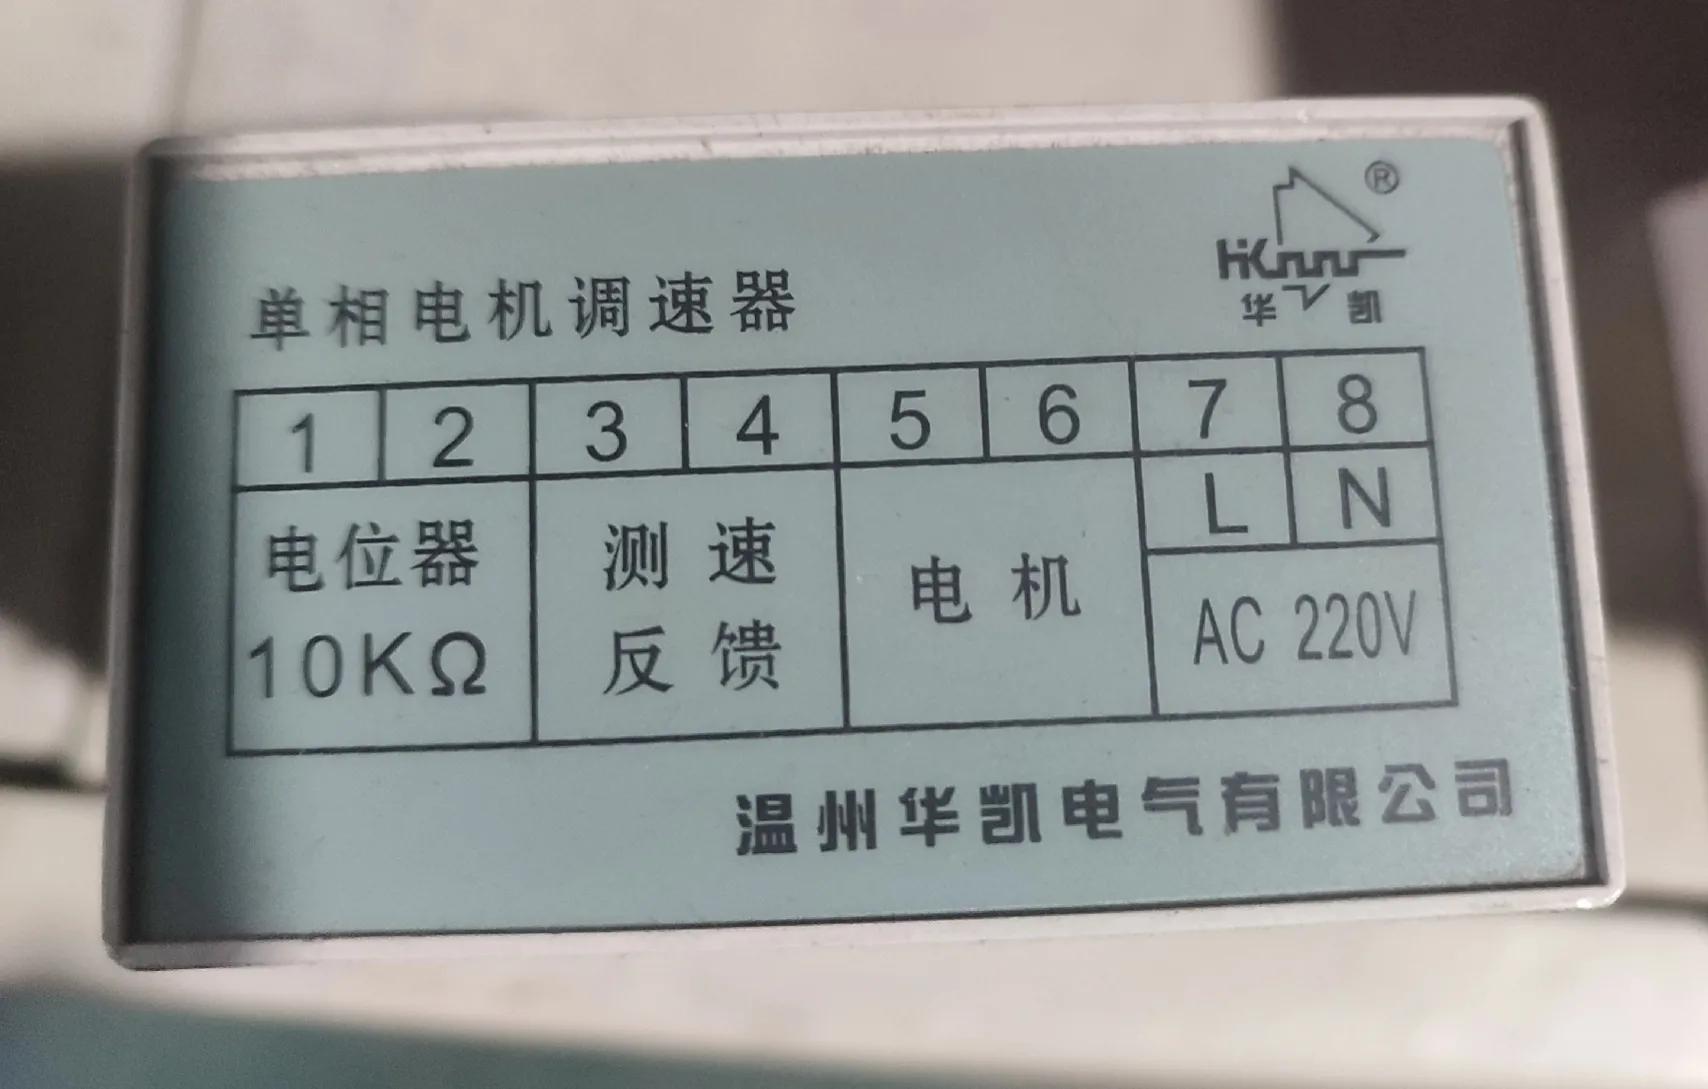 HK
®
华凯
单相电机调速器
1 2 3 4 5 6 7 8
电位器 10KΩ
测速反馈
电机
L N
AC 220V
温州华凯电气有限公司